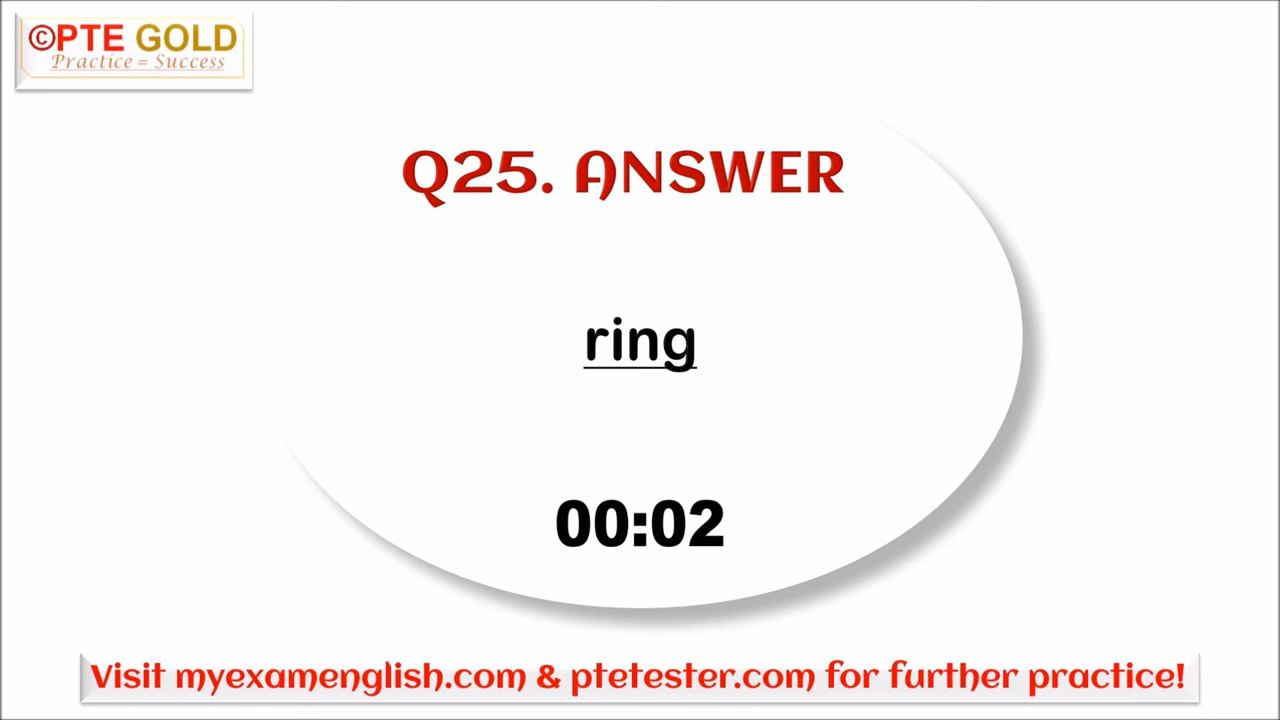 ©PTE GOLD
Practice = Success
Q25. ANSWER
ring
00:02
Visit myexamenglish.com & ptetester.com for further practice!